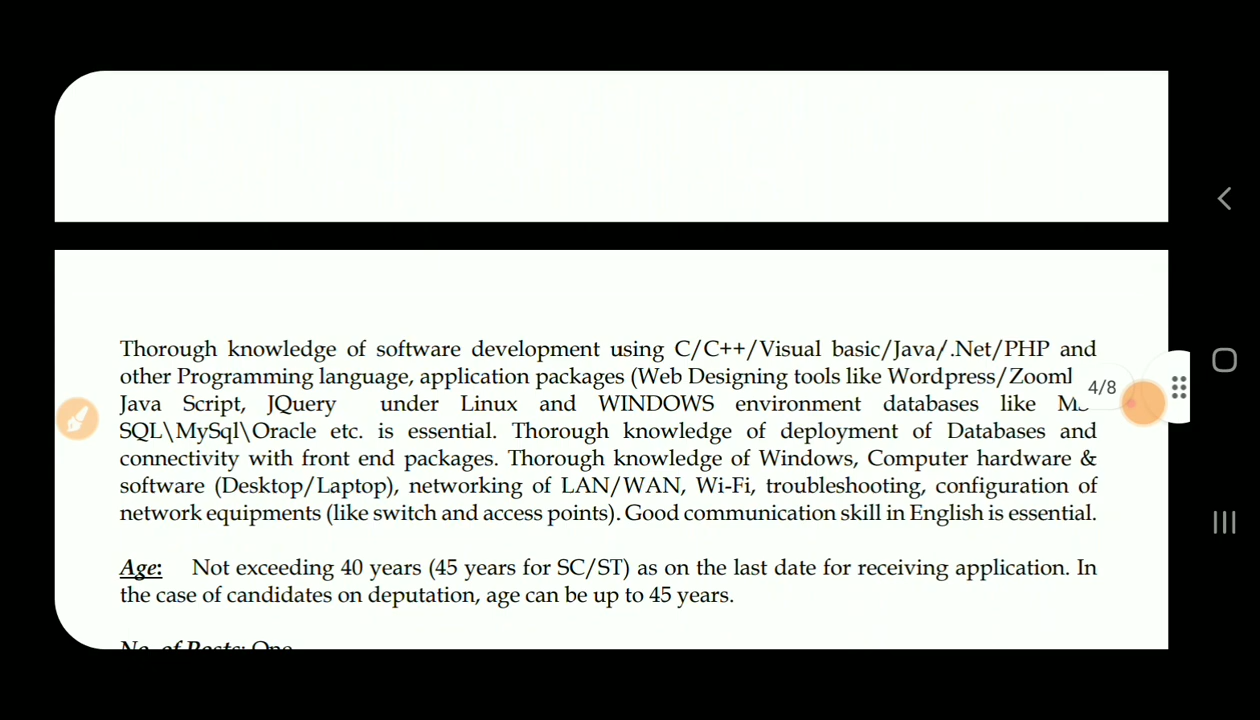 Thorough knowledge of software development using C/C++/Visual basic/Java/.Net/PHP and
other Programming language, application packages (Web Designing tools like Wordpress/Zooml
4/8
Java Script, JQuery under Linux and WINDOWS environment databases like
SQL\MySql\Oracle etc. is essential. Thorough knowledge of deployment of Databases and
connectivity with front end packages. Thorough knowledge of Windows, Computer hardware &
software (Desktop/Laptop), networking of LAN/WAN, Wi-Fi, troubleshooting, configuration of
network equipments (like switch and access points). Good communication skill in English is essential.
Age: Not exceeding 40 years (45 years for SC/ST) as on the last date for receiving application. In
the case of candidates on deputation, age can be up to 45 years.
No. of Posts: One